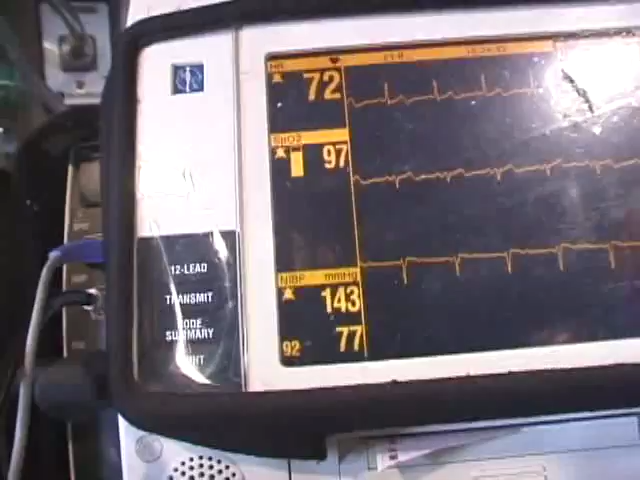 HR
72
SpO2
97
12-LEAD
TRANSMIT
CODE
SUMMARY
NIBP mmHg
143
77
92